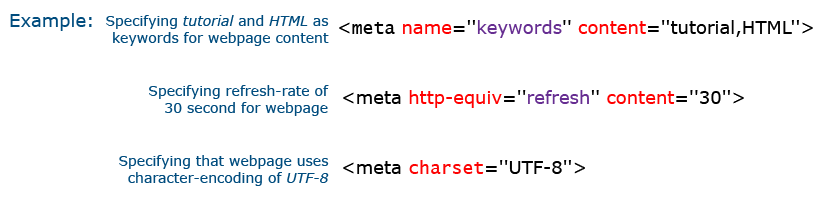 Example: Specifying tutorial and HTML as
keywords for webpage content
<meta name="keywords" content="tutorial,HTML">
Specifying refresh-rate of
30 second for webpage
<meta http-equiv="refresh" content="30">
Specifying that webpage uses
character-encoding of UTF-8
<meta charset="UTF-8">